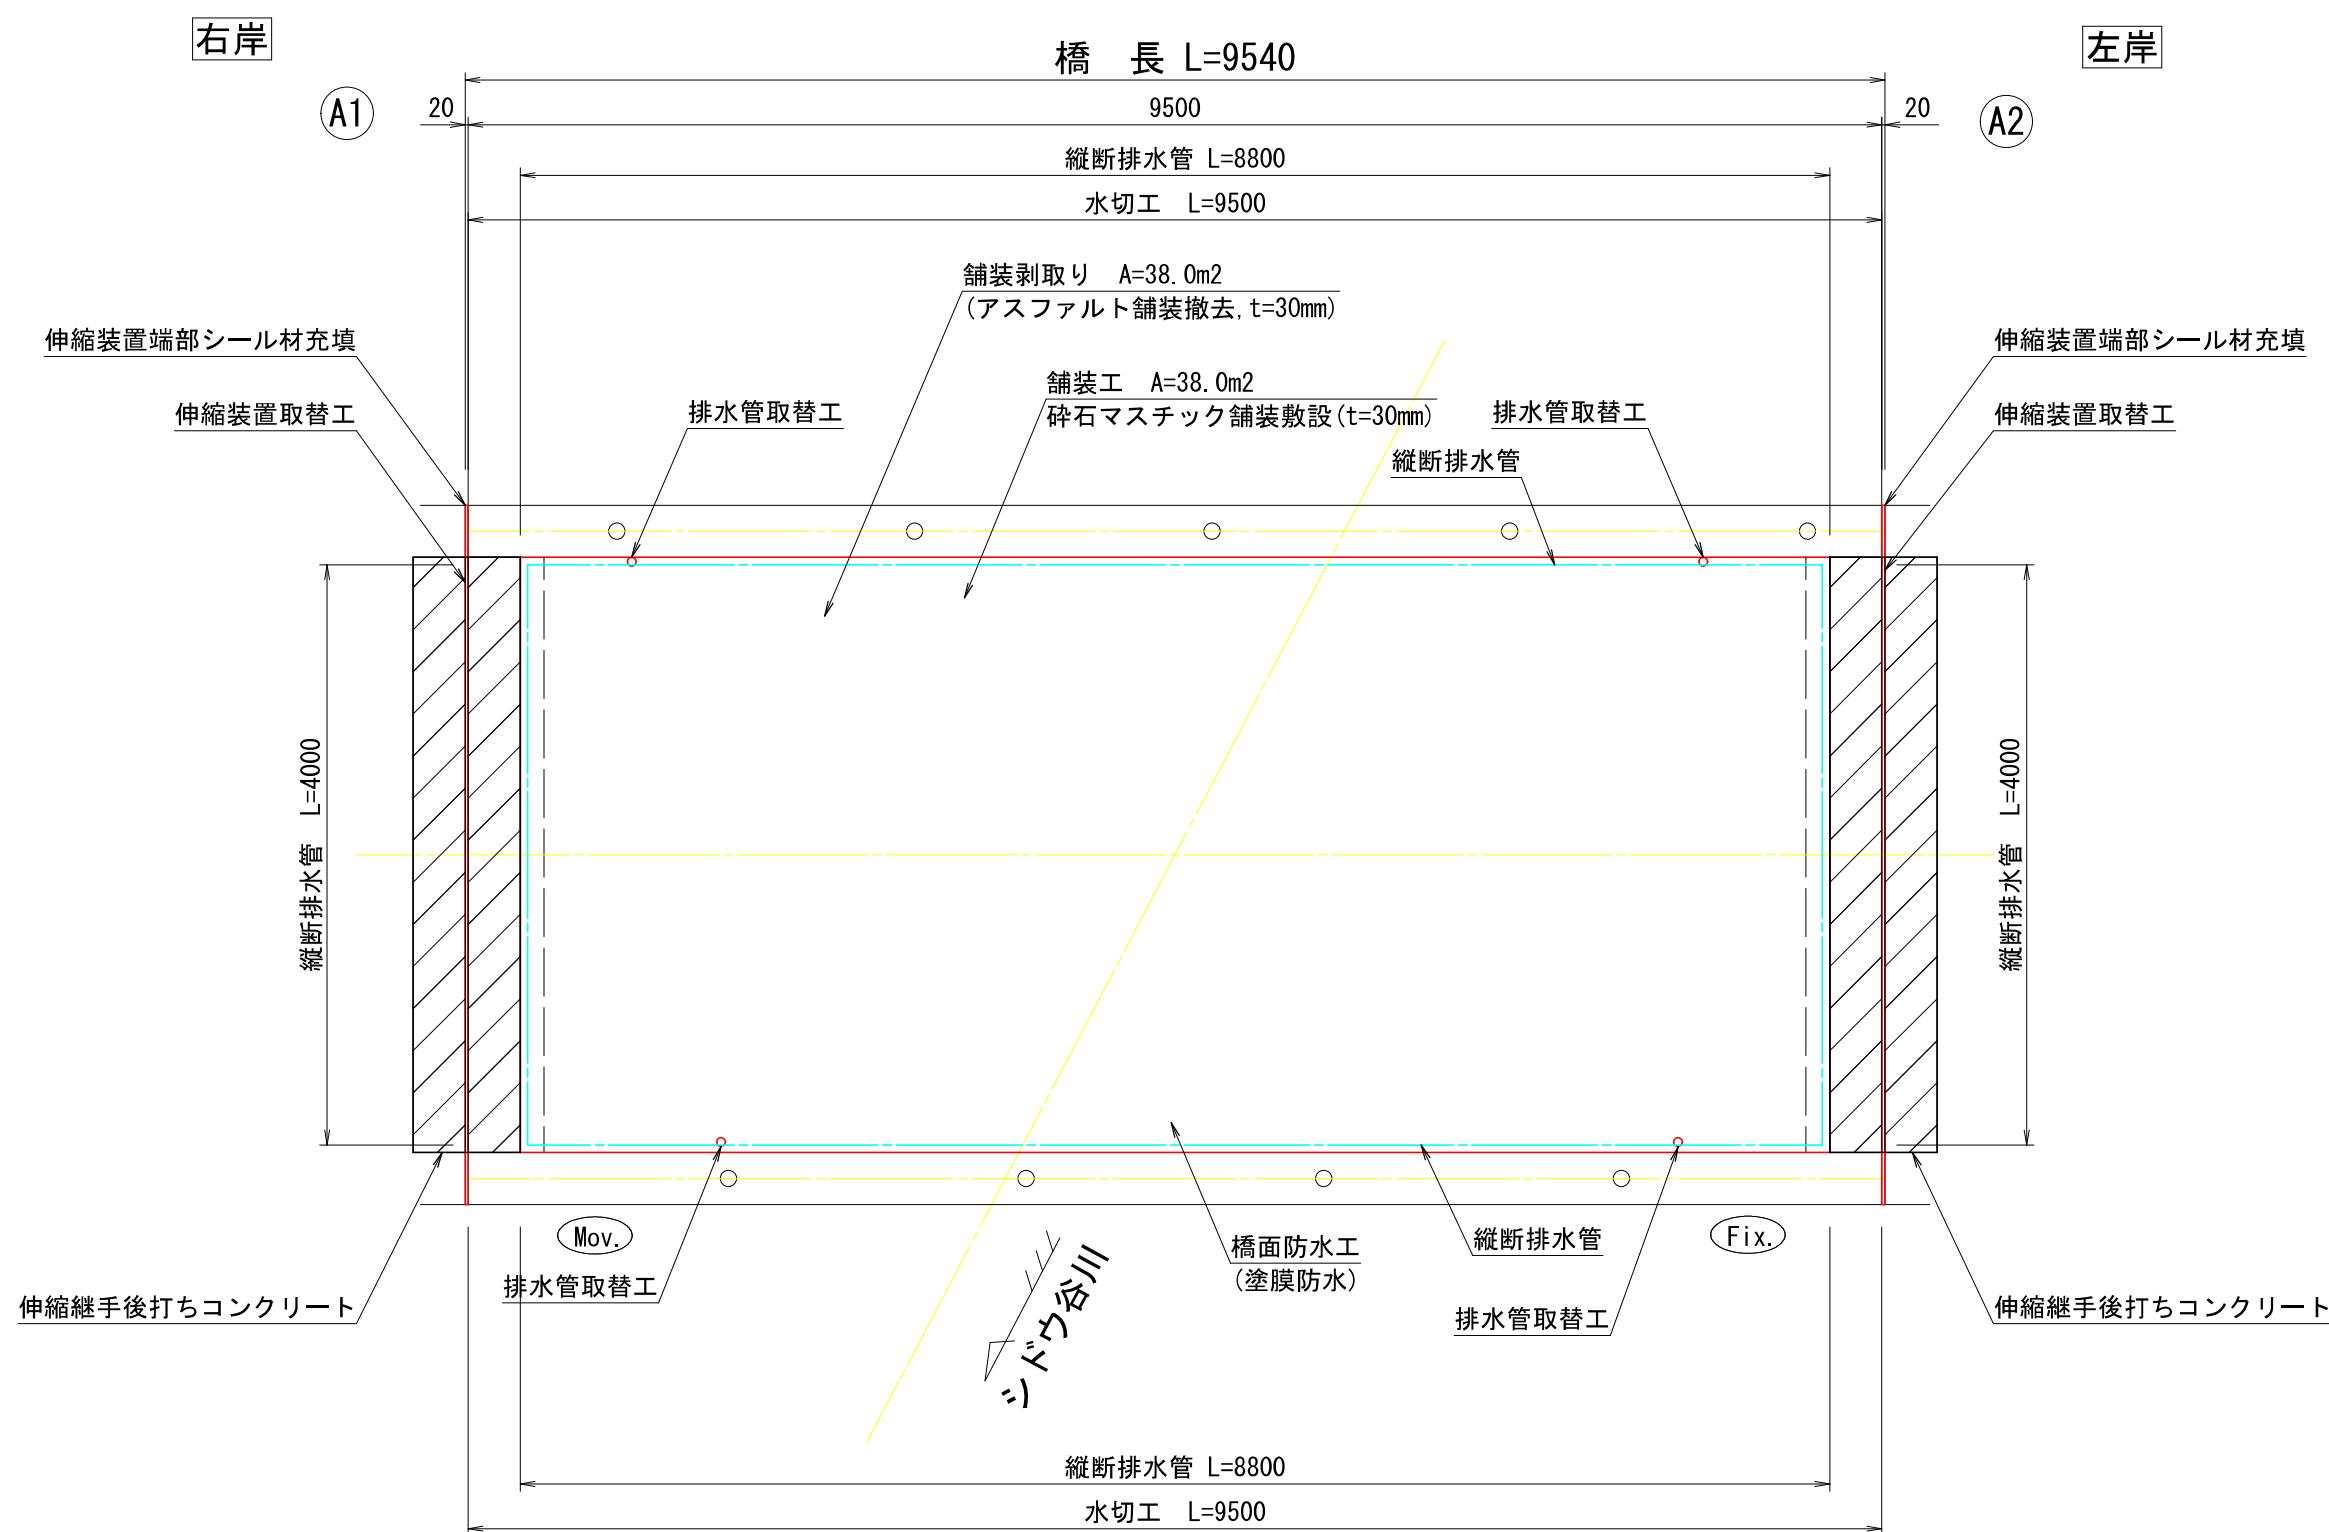 右岸
左岸
橋　長 L=9540
A1
20
9500
20
A2
縦断排水管 L=8800
水切工　L=9500
舗装剥取り　A=38.0m2
(アスファルト舗装撤去,t=30mm)
伸縮装置端部シール材充填
伸縮装置端部シール材充填
舗装工　A=38.0m2
砕石マスチック舗装敷設(t=30mm)
伸縮装置取替工
排水管取替工
排水管取替工
伸縮装置取替工
縦断排水管
縦断排水管　L=4000
縦断排水管　L=4000
Mov.
Fix.
橋面防水工
(塗膜防水)
縦断排水管
排水管取替工
排水管取替工
伸縮継手後打ちコンクリート
伸縮継手後打ちコンクリート
シドウ谷川
縦断排水管 L=8800
水切工　L=9500